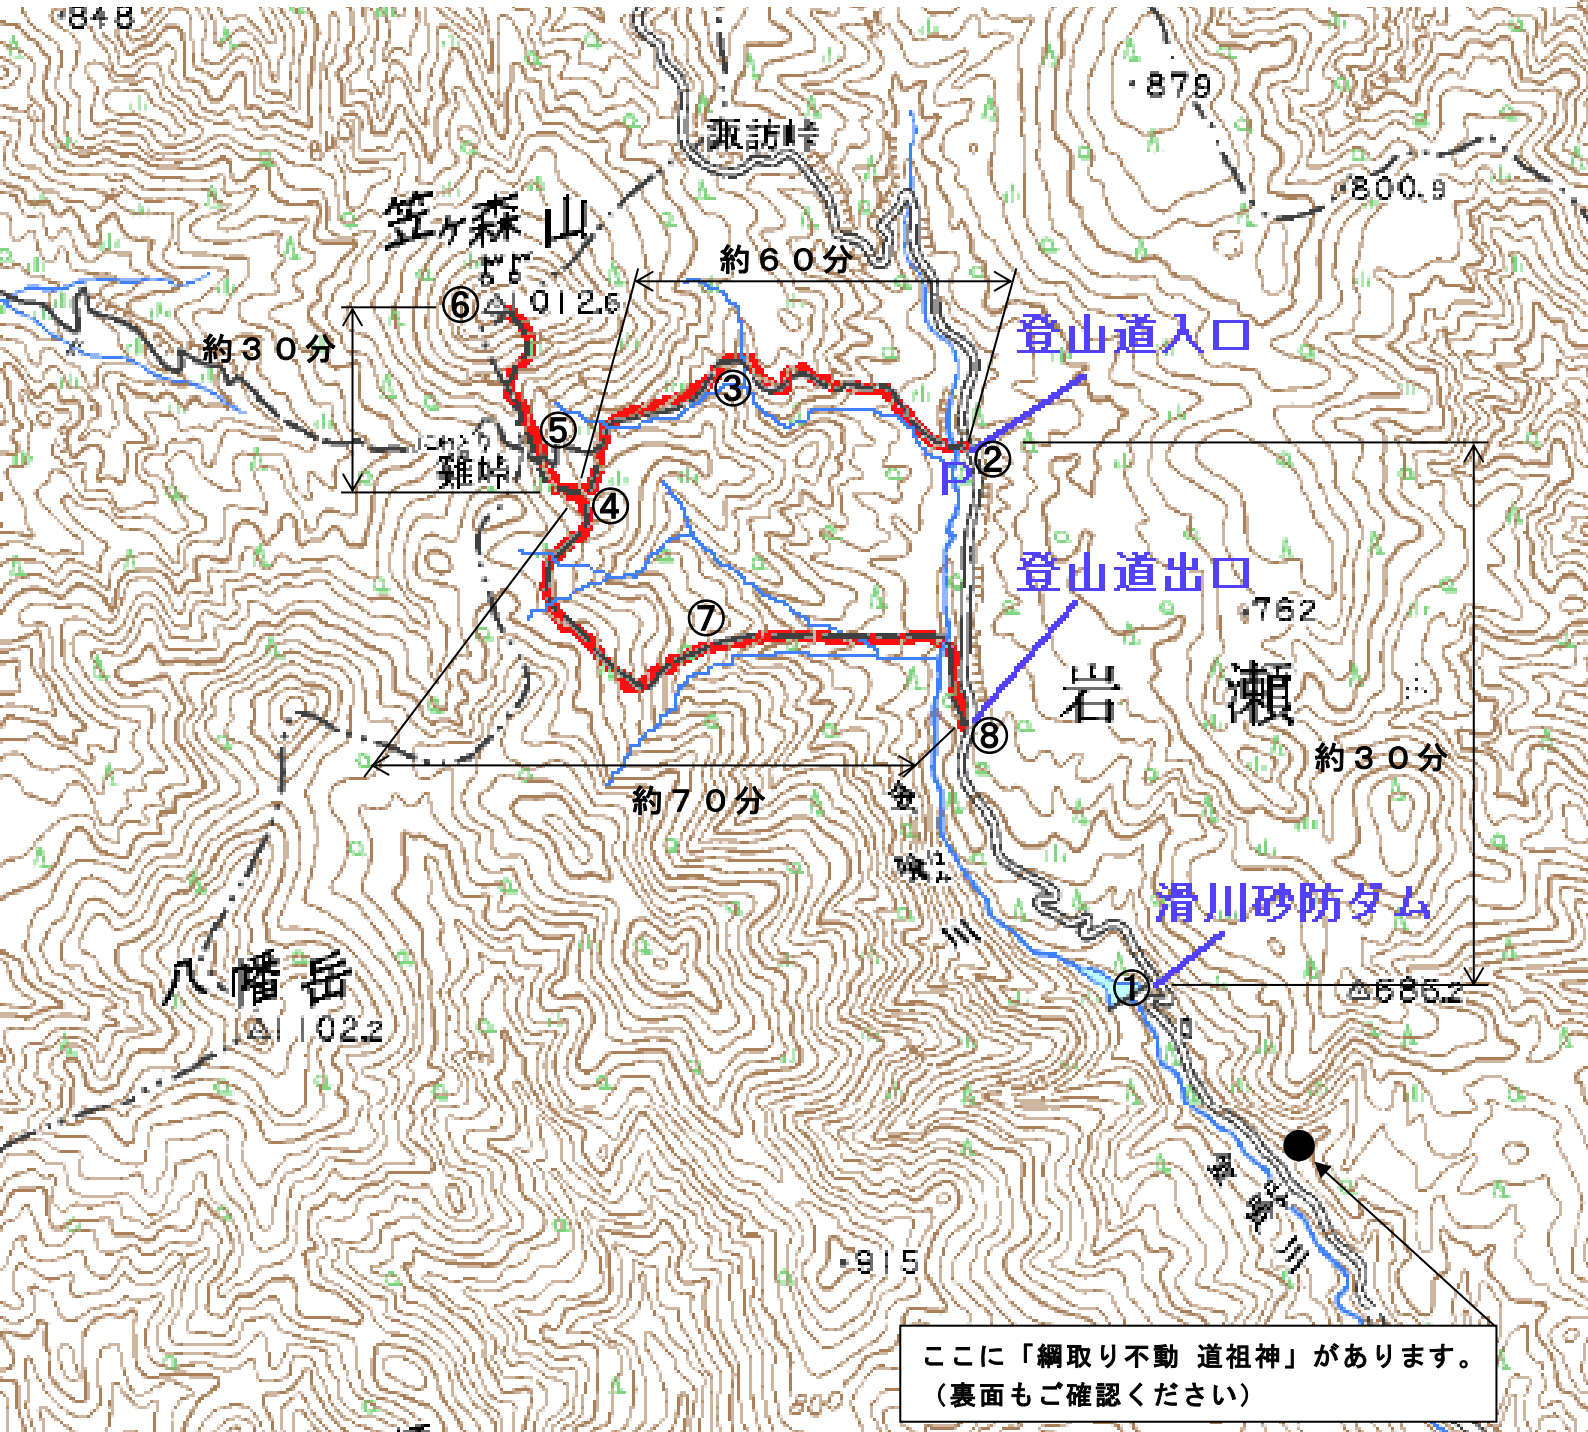 848
879
諏訪峠
800.9
笠ヶ森山
約60分
⑥
1012.6
登山道入口
約30分
③
⑤
②
P
④
登山道出口
762
⑦
岩瀬
⑧
約30分
約70分
滑川砂防ダム
八幡岳
①
686.2
1102.2
915
ここに「綱取り不動 道祖神」があります。
（裏面もご確認ください）